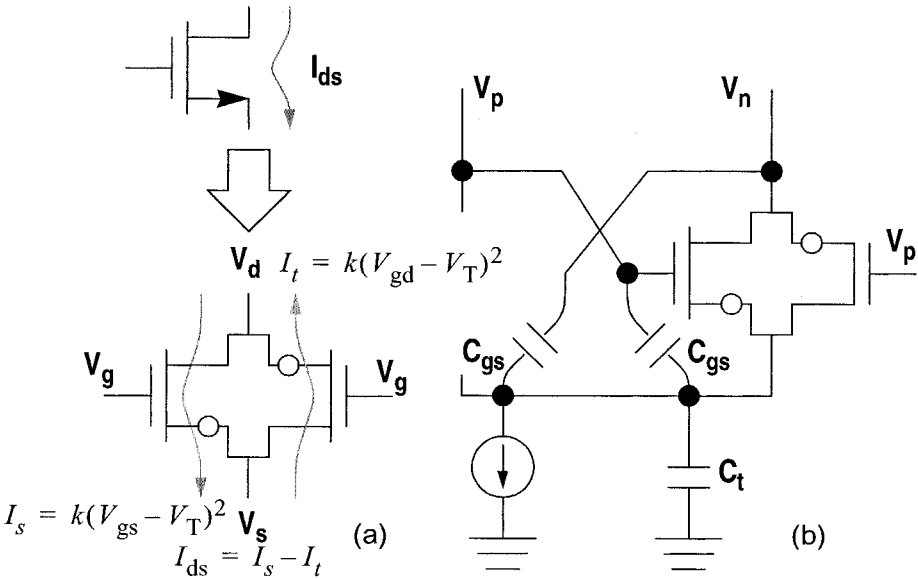 I_ds
V_d
I_t = k(V_gd − V_T)²
V_g
V_g
I_s = k(V_gs − V_T)²
V_s
I_ds = I_s − I_t
(a)
V_p
V_n
V_p
C_gs
C_gs
C_t
(b)